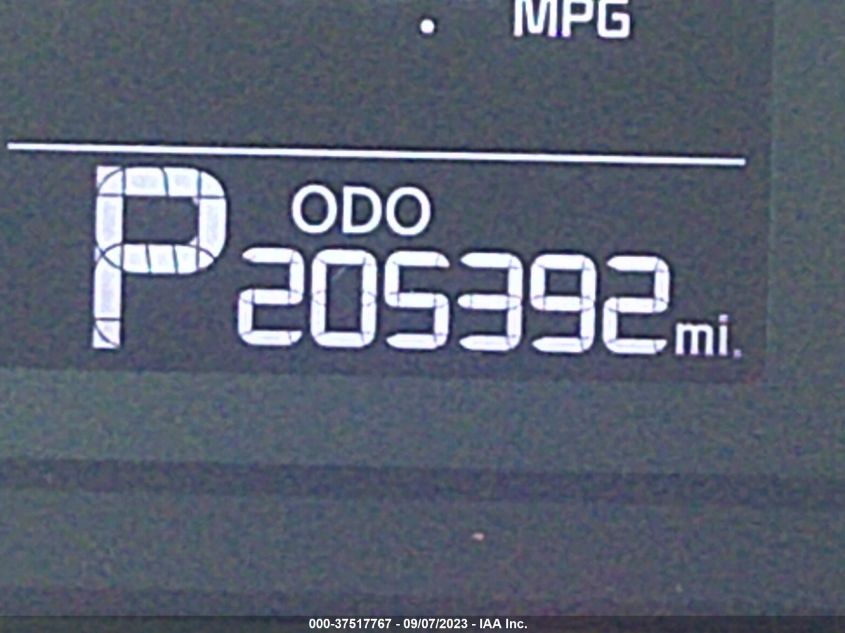 MPG
ODO
P 205392 mi.
000-37517767 - 09/07/2023 - IAA Inc.